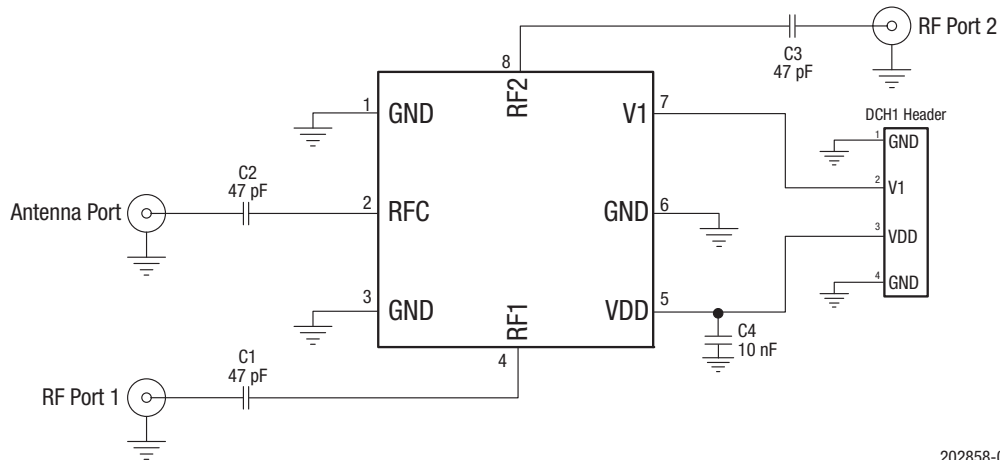 RF Port 2
C3
47 pF
8
RF2
1
GND
V1
7
DCH1 Header
1
GND
C2
47 pF
2
V1
Antenna Port
2
RFC
GND
6
3
VDD
3
GND
RF1
VDD
5
4
GND
C4
10 nF
4
C1
47 pF
RF Port 1